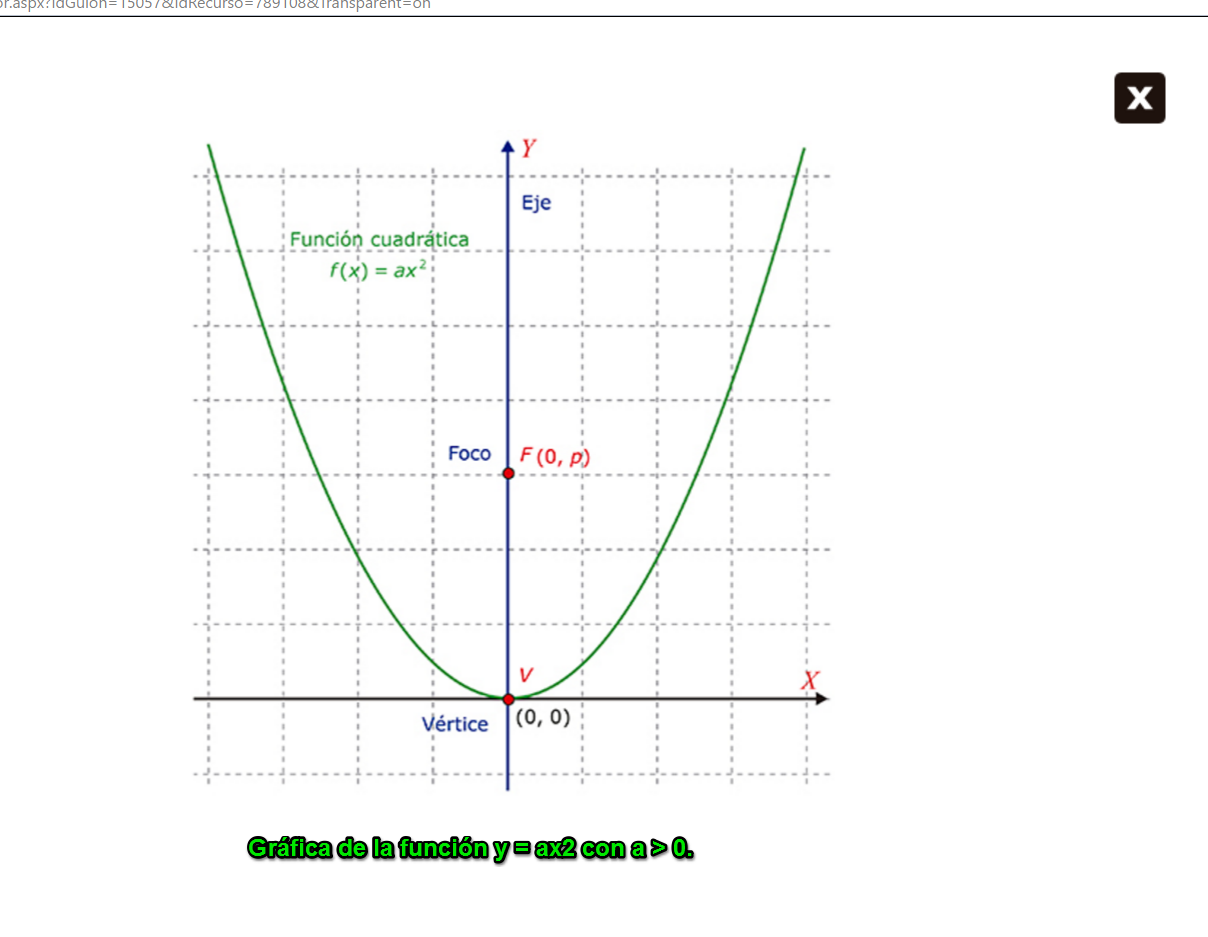 or.aspx?IdGuion=15057&IdRecurso=789108&Transparent=on
X
Y
Eje
Función cuadrática
f(x) = ax²
Foco
F (0, p)
V
X
Vértice
(0, 0)
Gráfica de la función y = ax2 con a > 0.